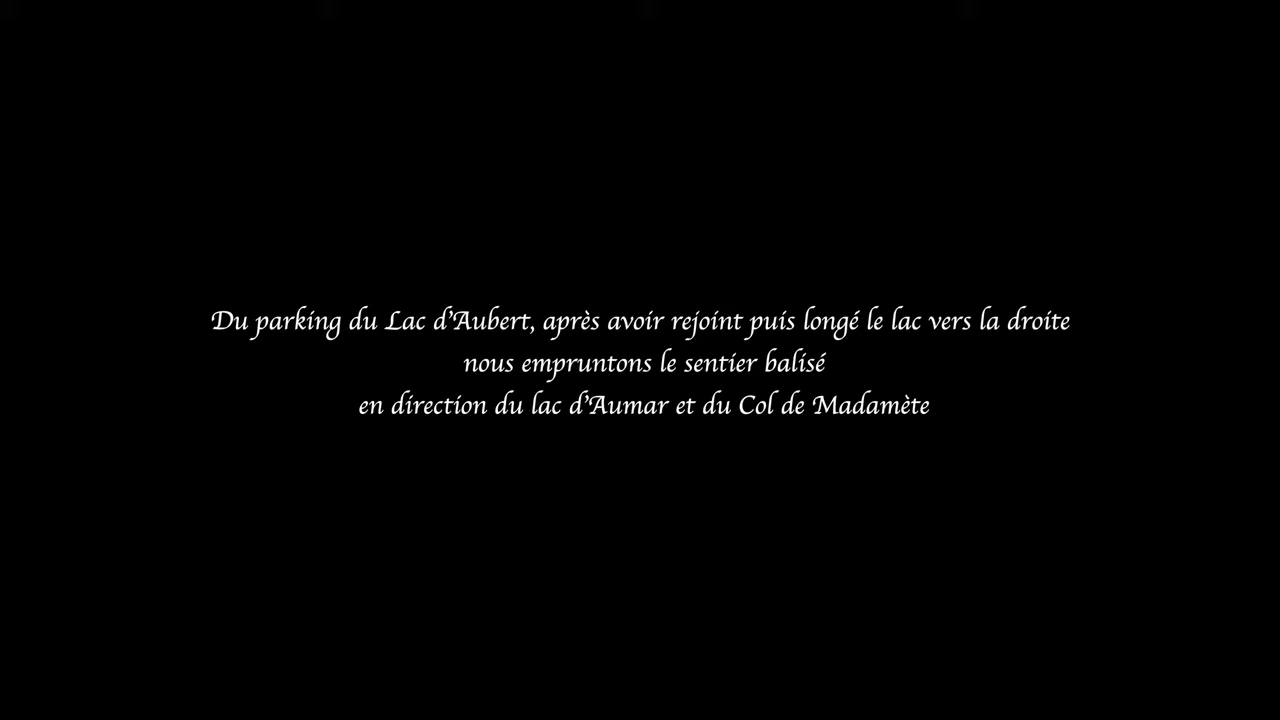 Du parking du Lac d'Aubert, après avoir rejoint puis longé le lac vers la droite
nous empruntons le sentier balisé
en direction du lac d'Aumar et du Col de Madamète